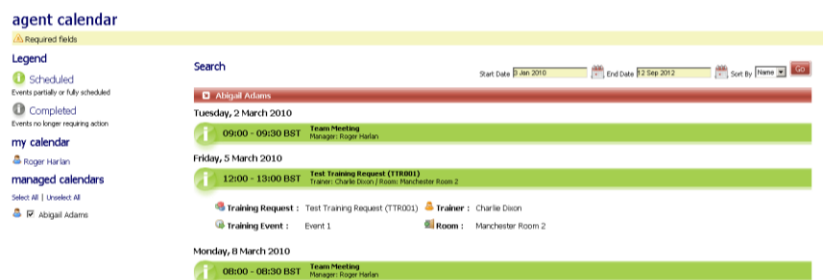 agent calendar
Required fields
Legend
Scheduled
Events partially or fully scheduled
Completed
Events no longer requiring action
my calendar
Roger Harlan
managed calendars
Select All | Unselect All
Abigail Adams
Search
Start Date 3 Jan 2010 End Date 12 Sep 2012 Sort By Name Go
Abigail Adams
Tuesday, 2 March 2010
09:00 - 09:30 BST Team Meeting
Manager: Roger Harlan
Friday, 5 March 2010
12:00 - 13:00 BST Test Training Request (TTR001)
Trainer: Charlie Dixon / Room: Manchester Room 2
Training Request : Test Training Request (TTR001) Trainer : Charlie Dixon
Training Event : Event 1 Room : Manchester Room 2
Monday, 8 March 2010
08:00 - 08:30 BST Team Meeting
Manager: Roger Harlan